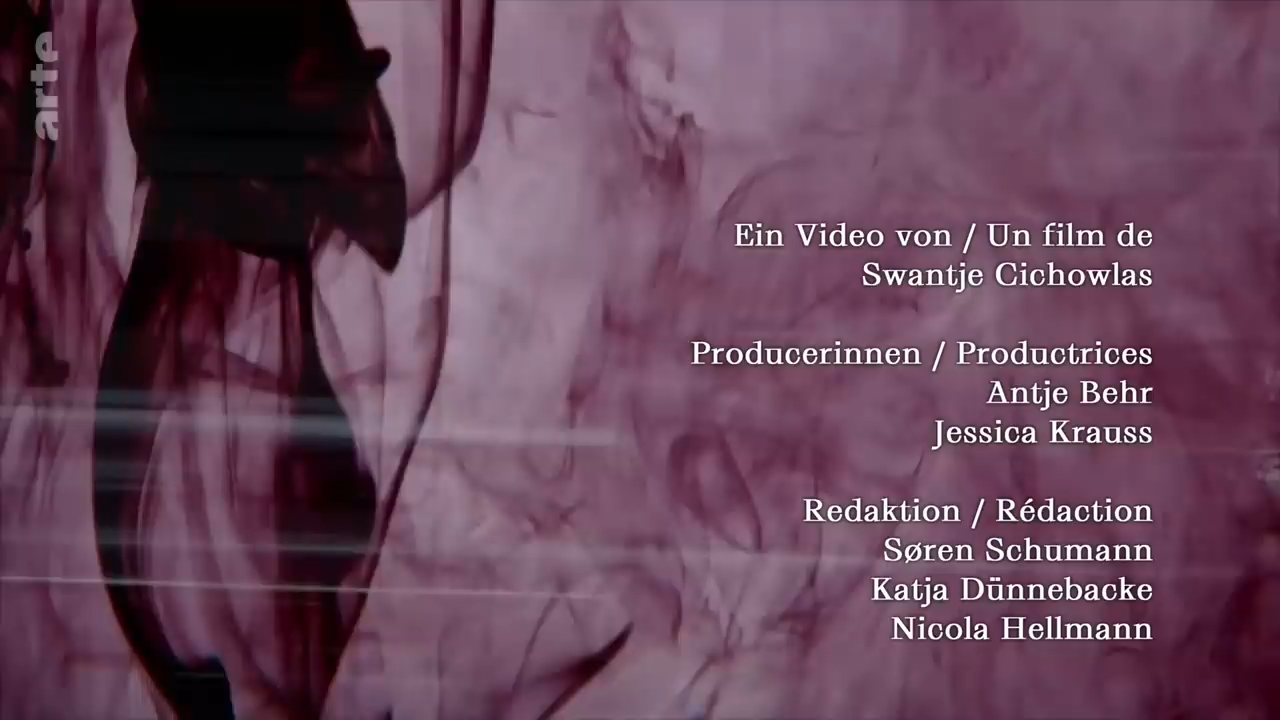 arte
Ein Video von / Un film de
Swantje Cichowlas
Producerinnen / Productrices
Antje Behr
Jessica Krauss
Redaktion / Rédaction
Søren Schumann
Katja Dünnebacke
Nicola Hellmann